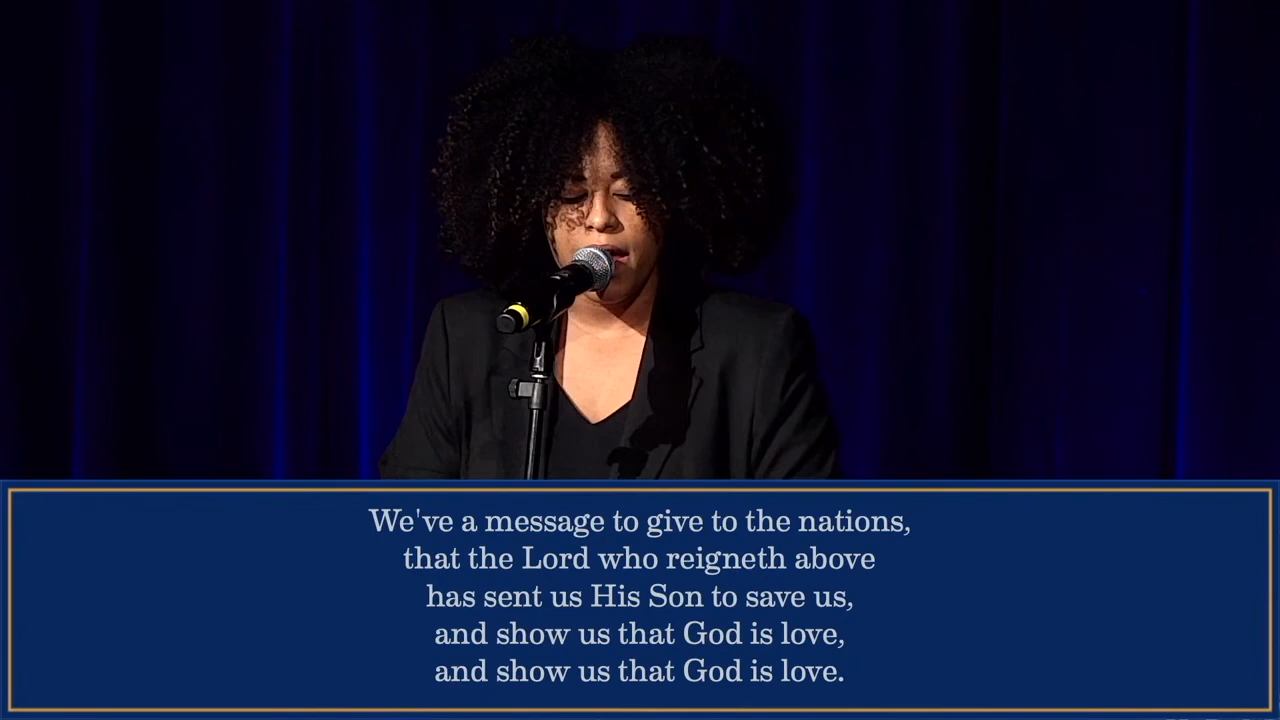 We've a message to give to the nations,
that the Lord who reigneth above
has sent us His Son to save us,
and show us that God is love,
and show us that God is love.